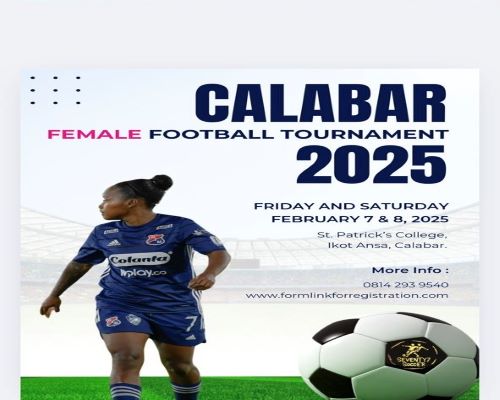 CALABAR
FEMALE FOOTBALL TOURNAMENT
2025
FRIDAY AND SATURDAY
FEBRUARY 7 & 8, 2025
St. Patrick's College,
Ikot Ansa, Calabar.
More Info :
0814 293 9540
www.formlinkforregistration.com
Colanta
Wplay.co
7
SEVENTY7
SOCCER